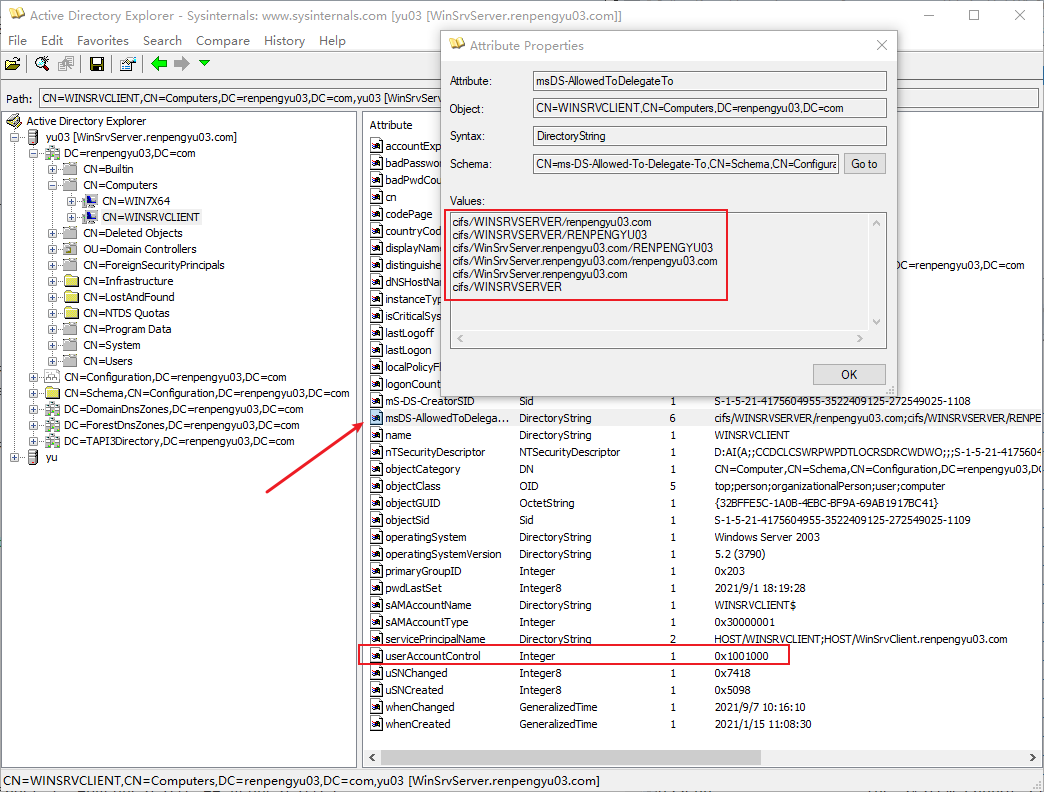 Active Directory Explorer - Sysinternals: www.sysinternals.com [yu03 [WinSrvServer.renpengyu03.com]]
File Edit Favorites Search Compare History Help
Path: CN=WINSRVCLIENT,CN=Computers,DC=renpengyu03,DC=com,yu03 [WinSrvServ
Active Directory Explorer
yu03 [WinSrvServer.renpengyu03.com]
DC=renpengyu03,DC=com
CN=Builtin
CN=Computers
CN=WIN7X64
CN=WINSRVCLIENT
CN=Deleted Objects
OU=Domain Controllers
CN=ForeignSecurityPrincipals
CN=Infrastructure
CN=LostAndFound
CN=NTDS Quotas
CN=Program Data
CN=System
CN=Users
CN=Configuration,DC=renpengyu03,DC=com
CN=Schema,CN=Configuration,DC=renpengyu03,DC=com
DC=DomainDnsZones,DC=renpengyu03,DC=com
DC=ForestDnsZones,DC=renpengyu03,DC=com
DC=TAPI3Directory,DC=renpengyu03,DC=com
yu
Attribute Properties
Attribute: msDS-AllowedToDelegateTo
Object: CN=WINSRVCLIENT,CN=Computers,DC=renpengyu03,DC=com
Syntax: DirectoryString
Schema: CN=ms-DS-Allowed-To-Delegate-To,CN=Schema,CN=Configura Go to
Values:
cifs/WINSRVSERVER/renpengyu03.com
cifs/WINSRVSERVER/RENPENGYU03
cifs/WinSrvServer.renpengyu03.com/RENPENGYU03
cifs/WinSrvServer.renpengyu03.com/renpengyu03.com
cifs/WinSrvServer.renpengyu03.com
cifs/WINSRVSERVER
OK
Attribute
accountExp
badPasswo
badPwdCou
cn
codePage
countryCod
displayName
distinguishe DC=renpengyu03,DC=com
dNSHostNa
instanceTyp
isCriticalSys
lastLogoff
lastLogon
localPolicyFl
logonCount
mS-DS-CreatorSID Sid 1 S-1-5-21-4175604955-3522409125-272549025-1108
msDS-AllowedToDelega... DirectoryString 6 cifs/WINSRVSERVER/renpengyu03.com;cifs/WINSRVSERVER/RENPE
name DirectoryString 1 WINSRVCLIENT
nTSecurityDescriptor NTSecurityDescriptor 1 D:AI(A;;CCDCLCSWRPWPDTLOCRSDRCWDWO;;;S-1-5-21-4175604
objectCategory DN 1 CN=Computer,CN=Schema,CN=Configuration,DC=renpengyu03,DC
objectClass OID 5 top;person;organizationalPerson;user;computer
objectGUID OctetString 1 {32BFFE5C-1A0B-4EBC-BF9A-69AB1917BC41}
objectSid Sid 1 S-1-5-21-4175604955-3522409125-272549025-1109
operatingSystem DirectoryString 1 Windows Server 2003
operatingSystemVersion DirectoryString 1 5.2 (3790)
primaryGroupID Integer 1 0x203
pwdLastSet Integer8 1 2021/9/1 18:19:28
sAMAccountName DirectoryString 1 WINSRVCLIENT$
sAMAccountType Integer 1 0x30000001
servicePrincipalName DirectoryString 2 HOST/WINSRVCLIENT;HOST/WinSrvClient.renpengyu03.com
userAccountControl Integer 1 0x1001000
uSNChanged Integer8 1 0x7418
uSNCreated Integer8 1 0x5098
whenChanged GeneralizedTime 1 2021/9/7 10:16:10
whenCreated GeneralizedTime 1 2021/1/15 11:08:30
CN=WINSRVCLIENT,CN=Computers,DC=renpengyu03,DC=com,yu03 [WinSrvServer.renpengyu03.com]